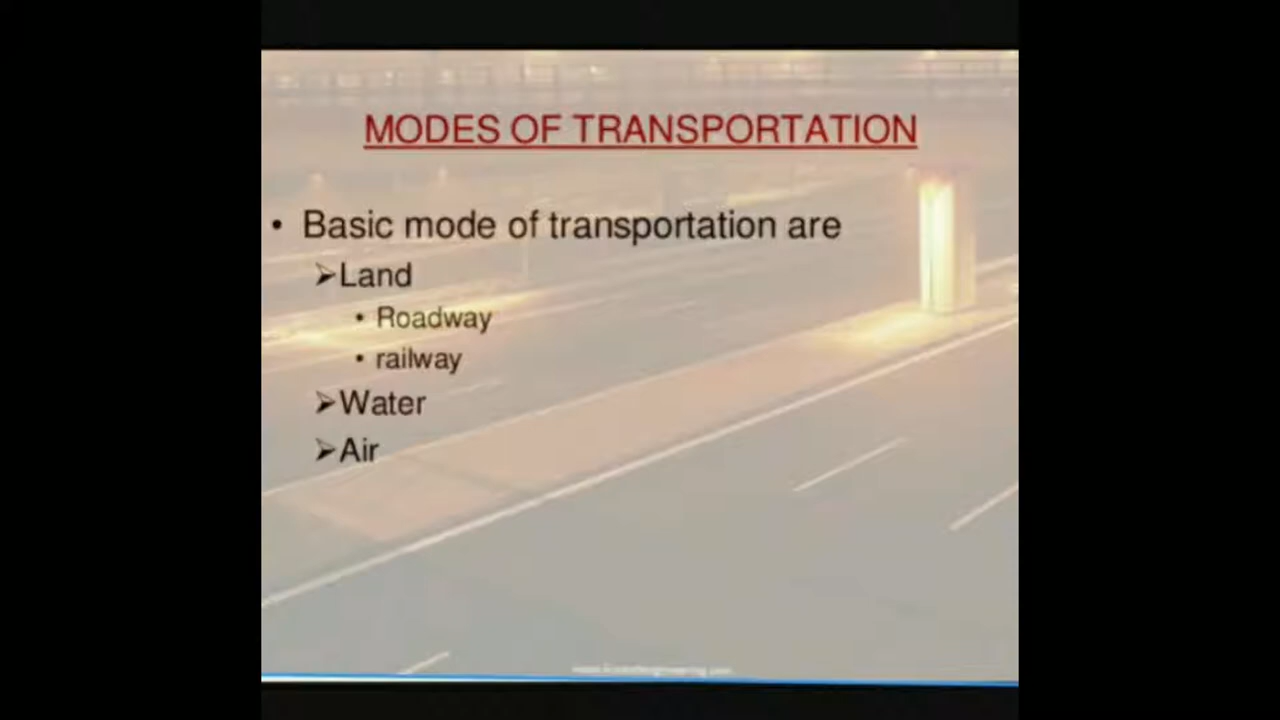 MODES OF TRANSPORTATION
• Basic mode of transportation are
➢Land
• Roadway
• railway
➢Water
➢Air